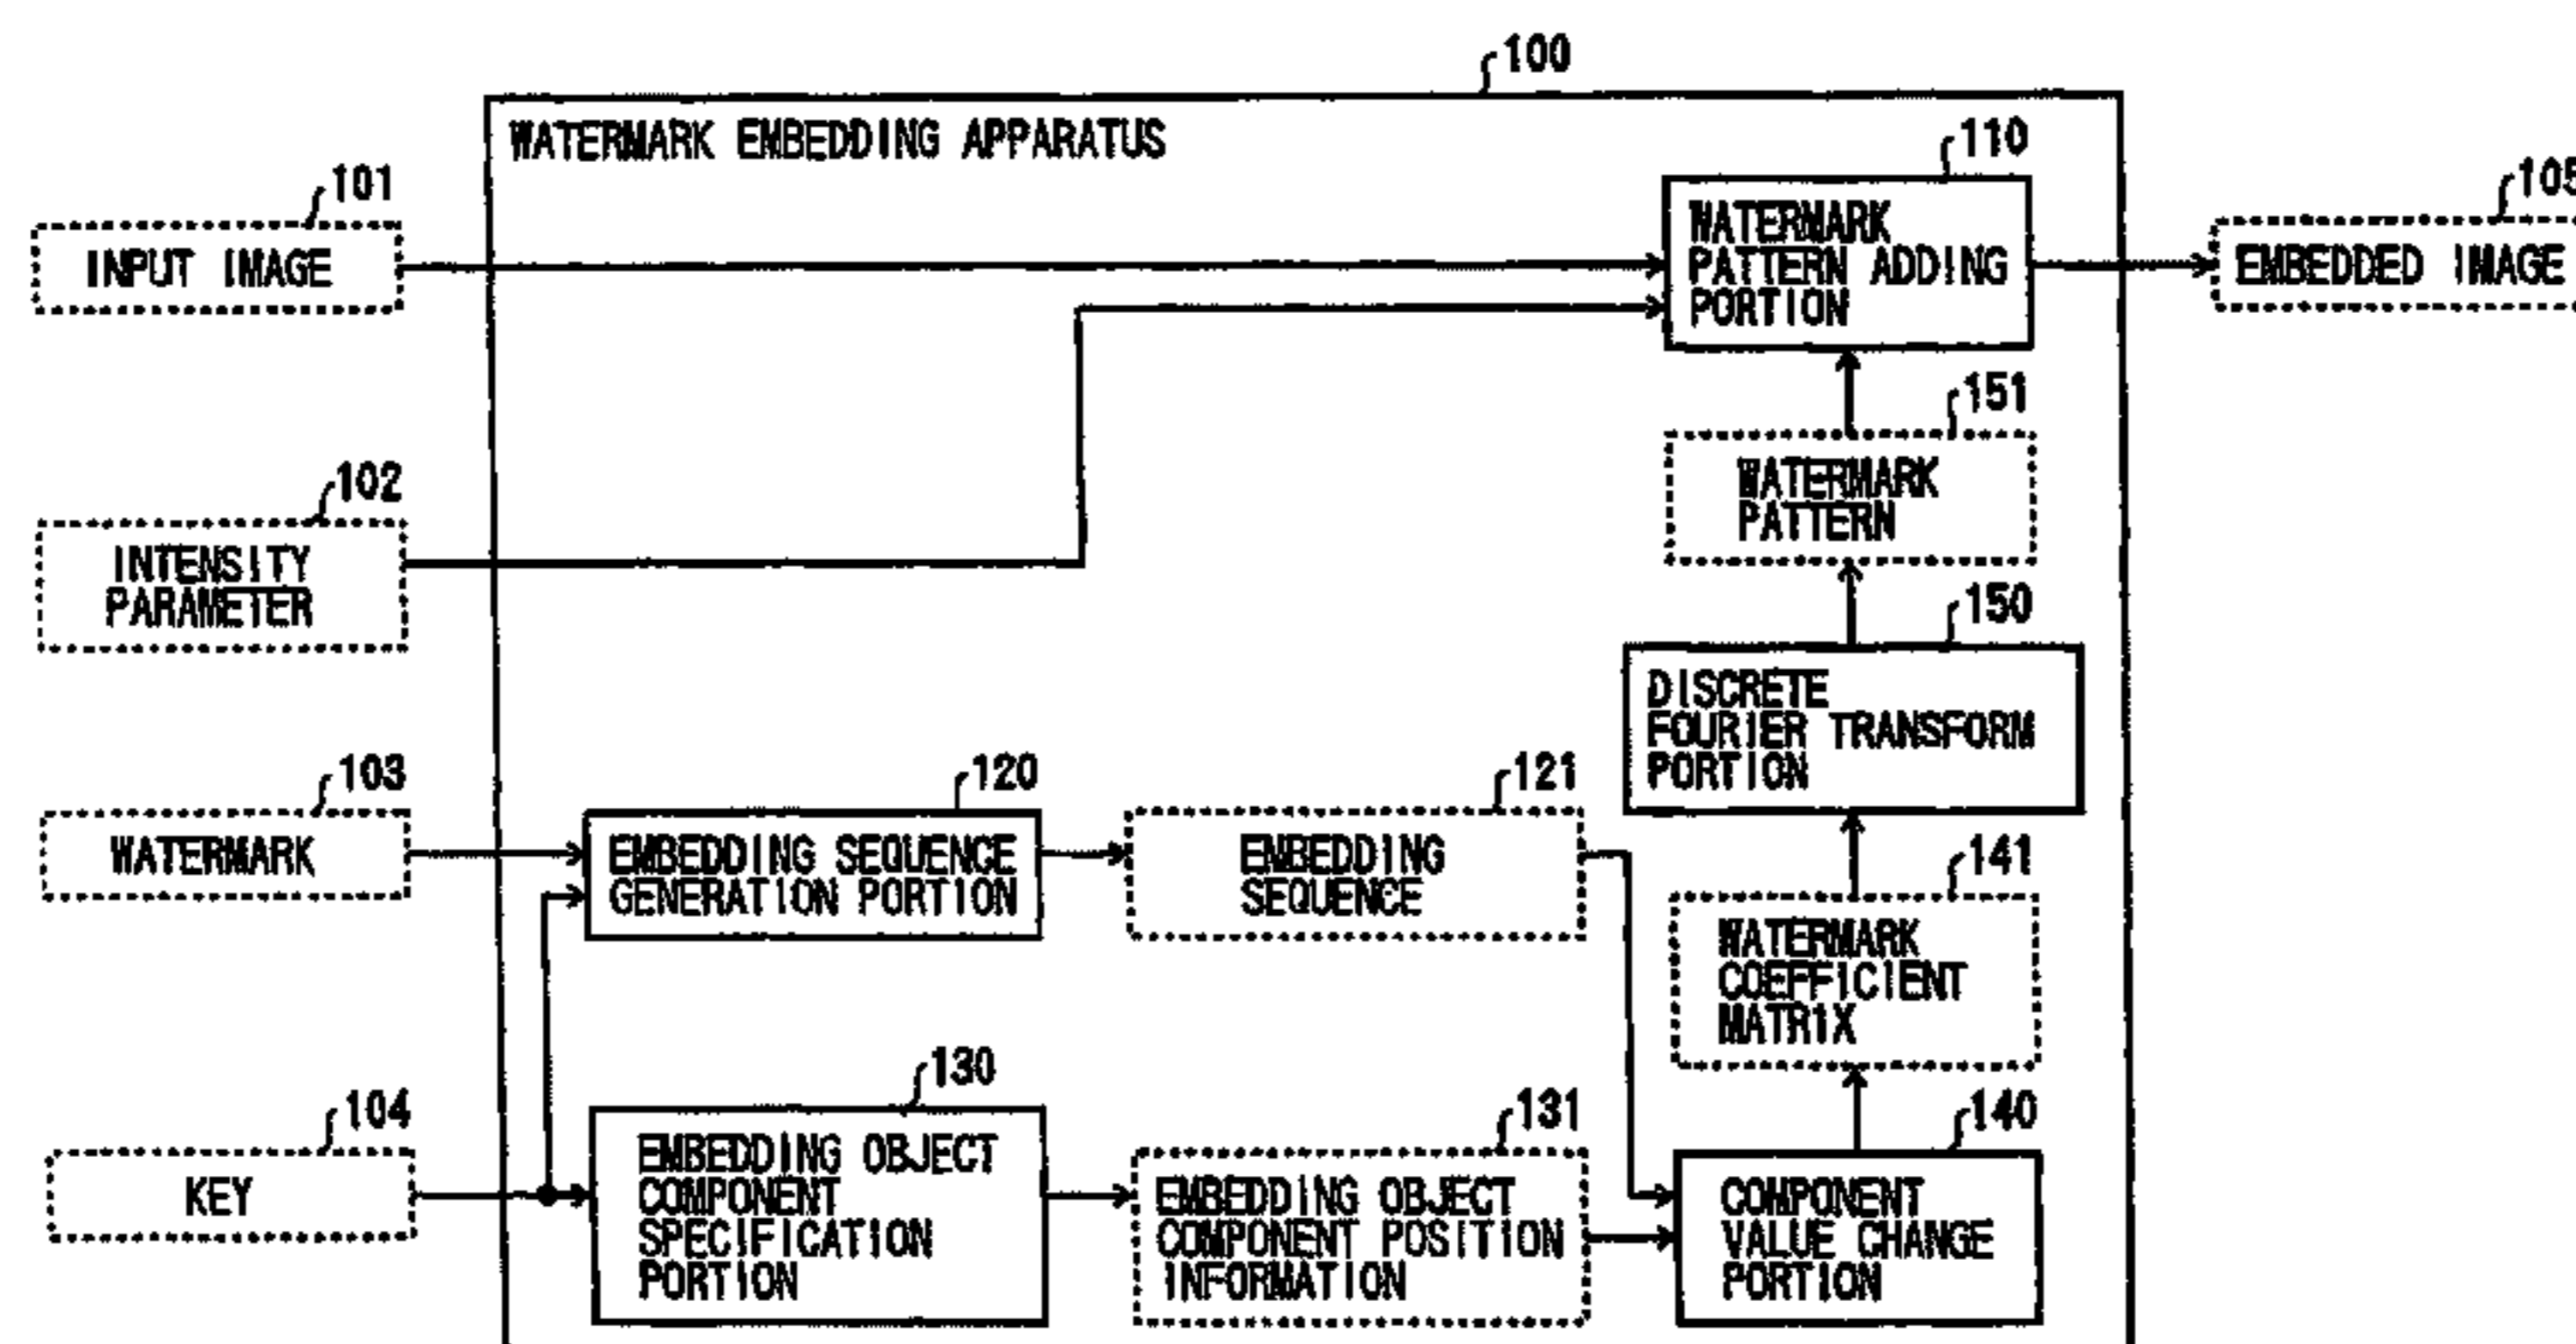 100
WATERMARK EMBEDDING APPARATUS
110
101
105
INPUT IMAGE
WATERMARK
PATTERN ADDING
PORTION
EMBEDDED IMAGE
151
102
WATERMARK
PATTERN
INTENSITY
PARAMETER
150
DISCRETE
FOURIER TRANSFORM
PORTION
103
120
121
WATERMARK
EMBEDDING SEQUENCE
GENERATION PORTION
EMBEDDING
SEQUENCE
141
WATERMARK
COEFFICIENT
MATRIX
104
130
131
140
KEY
EMBEDDING OBJECT
COMPONENT
SPECIFICATION
PORTION
EMBEDDING OBJECT
COMPONENT POSITION
INFORMATION
COMPONENT
VALUE CHANGE
PORTION